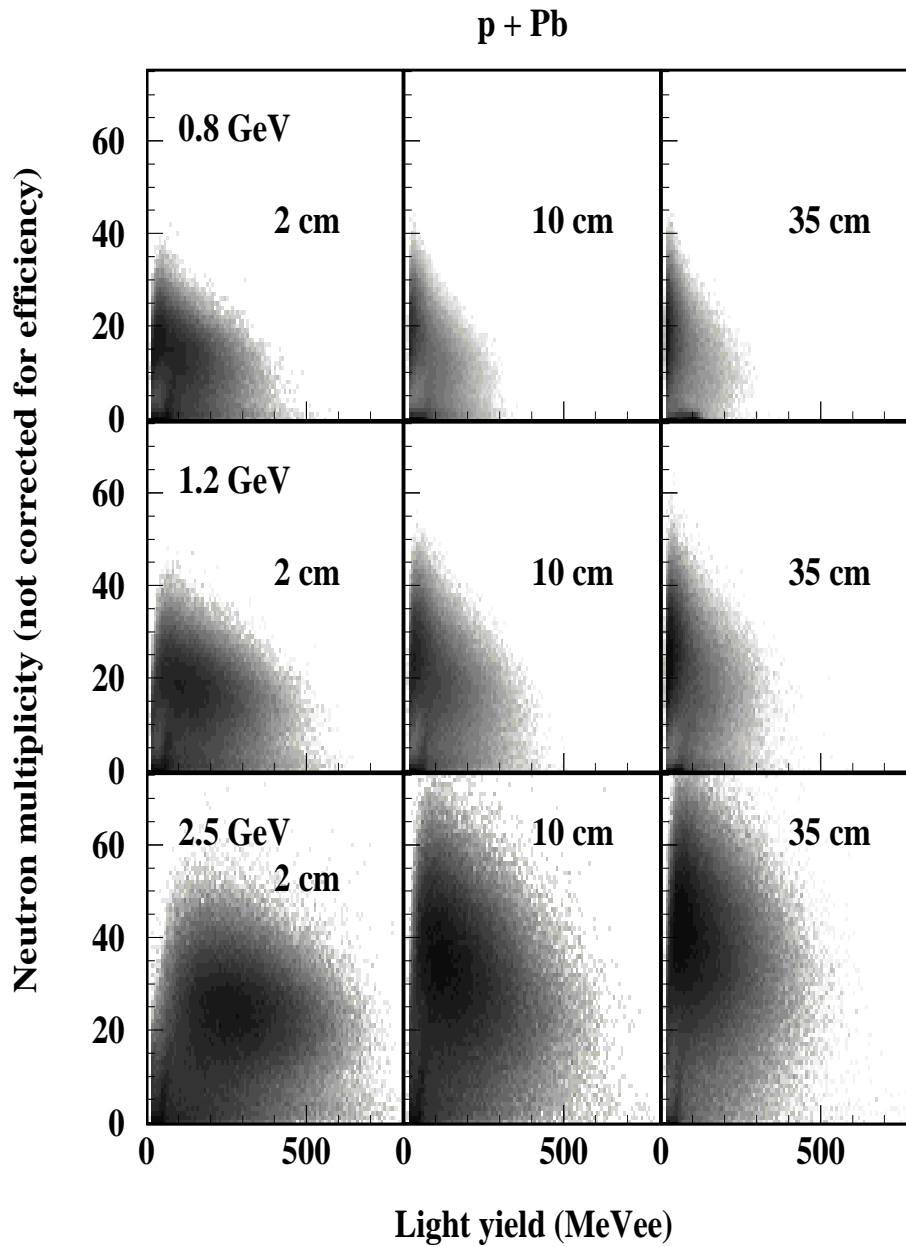 p + Pb
Neutron multiplicity (not corrected for efficiency)
60
40
20
0
0.8 GeV
2 cm
10 cm
35 cm
60
40
20
0
1.2 GeV
2 cm
10 cm
35 cm
60
40
20
0
2.5 GeV
2 cm
10 cm
35 cm
0
500
0
500
0
500
Light yield (MeVee)